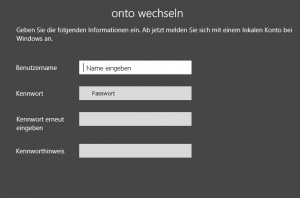 onto wechseln
Geben Sie die folgenden Informationen ein. Ab jetzt melden Sie sich mit einem lokalen Konto bei
Windows an.
Benutzername
Name eingeben
Kennwort
Passwort
Kennwort erneut
eingeben
Kennworthinweis